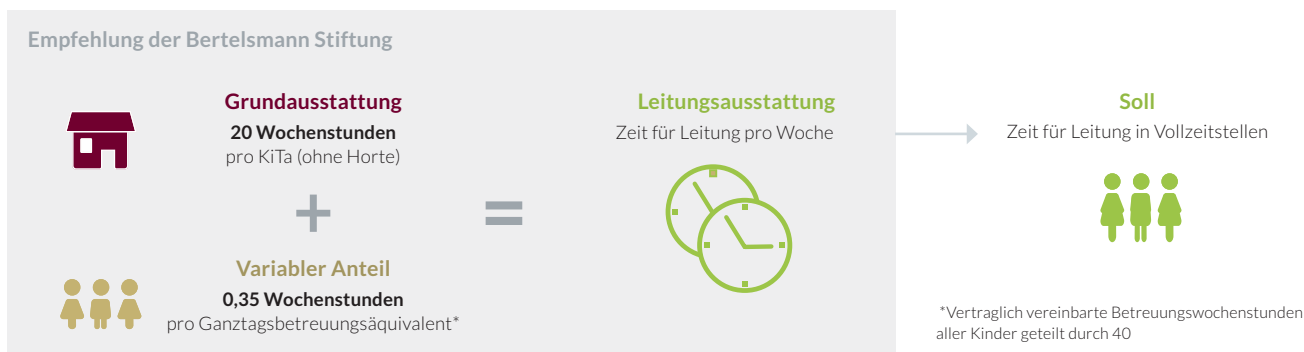 Empfehlung der Bertelsmann Stiftung
Grundausstattung
20 Wochenstunden
pro KiTa (ohne Horte)
+
Variabler Anteil
0,35 Wochenstunden
pro Ganztagsbetreuungsäquivalent*
=
Leitungsausstattung
Zeit für Leitung pro Woche
Soll
Zeit für Leitung in Vollzeitstellen
*Vertraglich vereinbarte Betreuungswochenstunden
aller Kinder geteilt durch 40